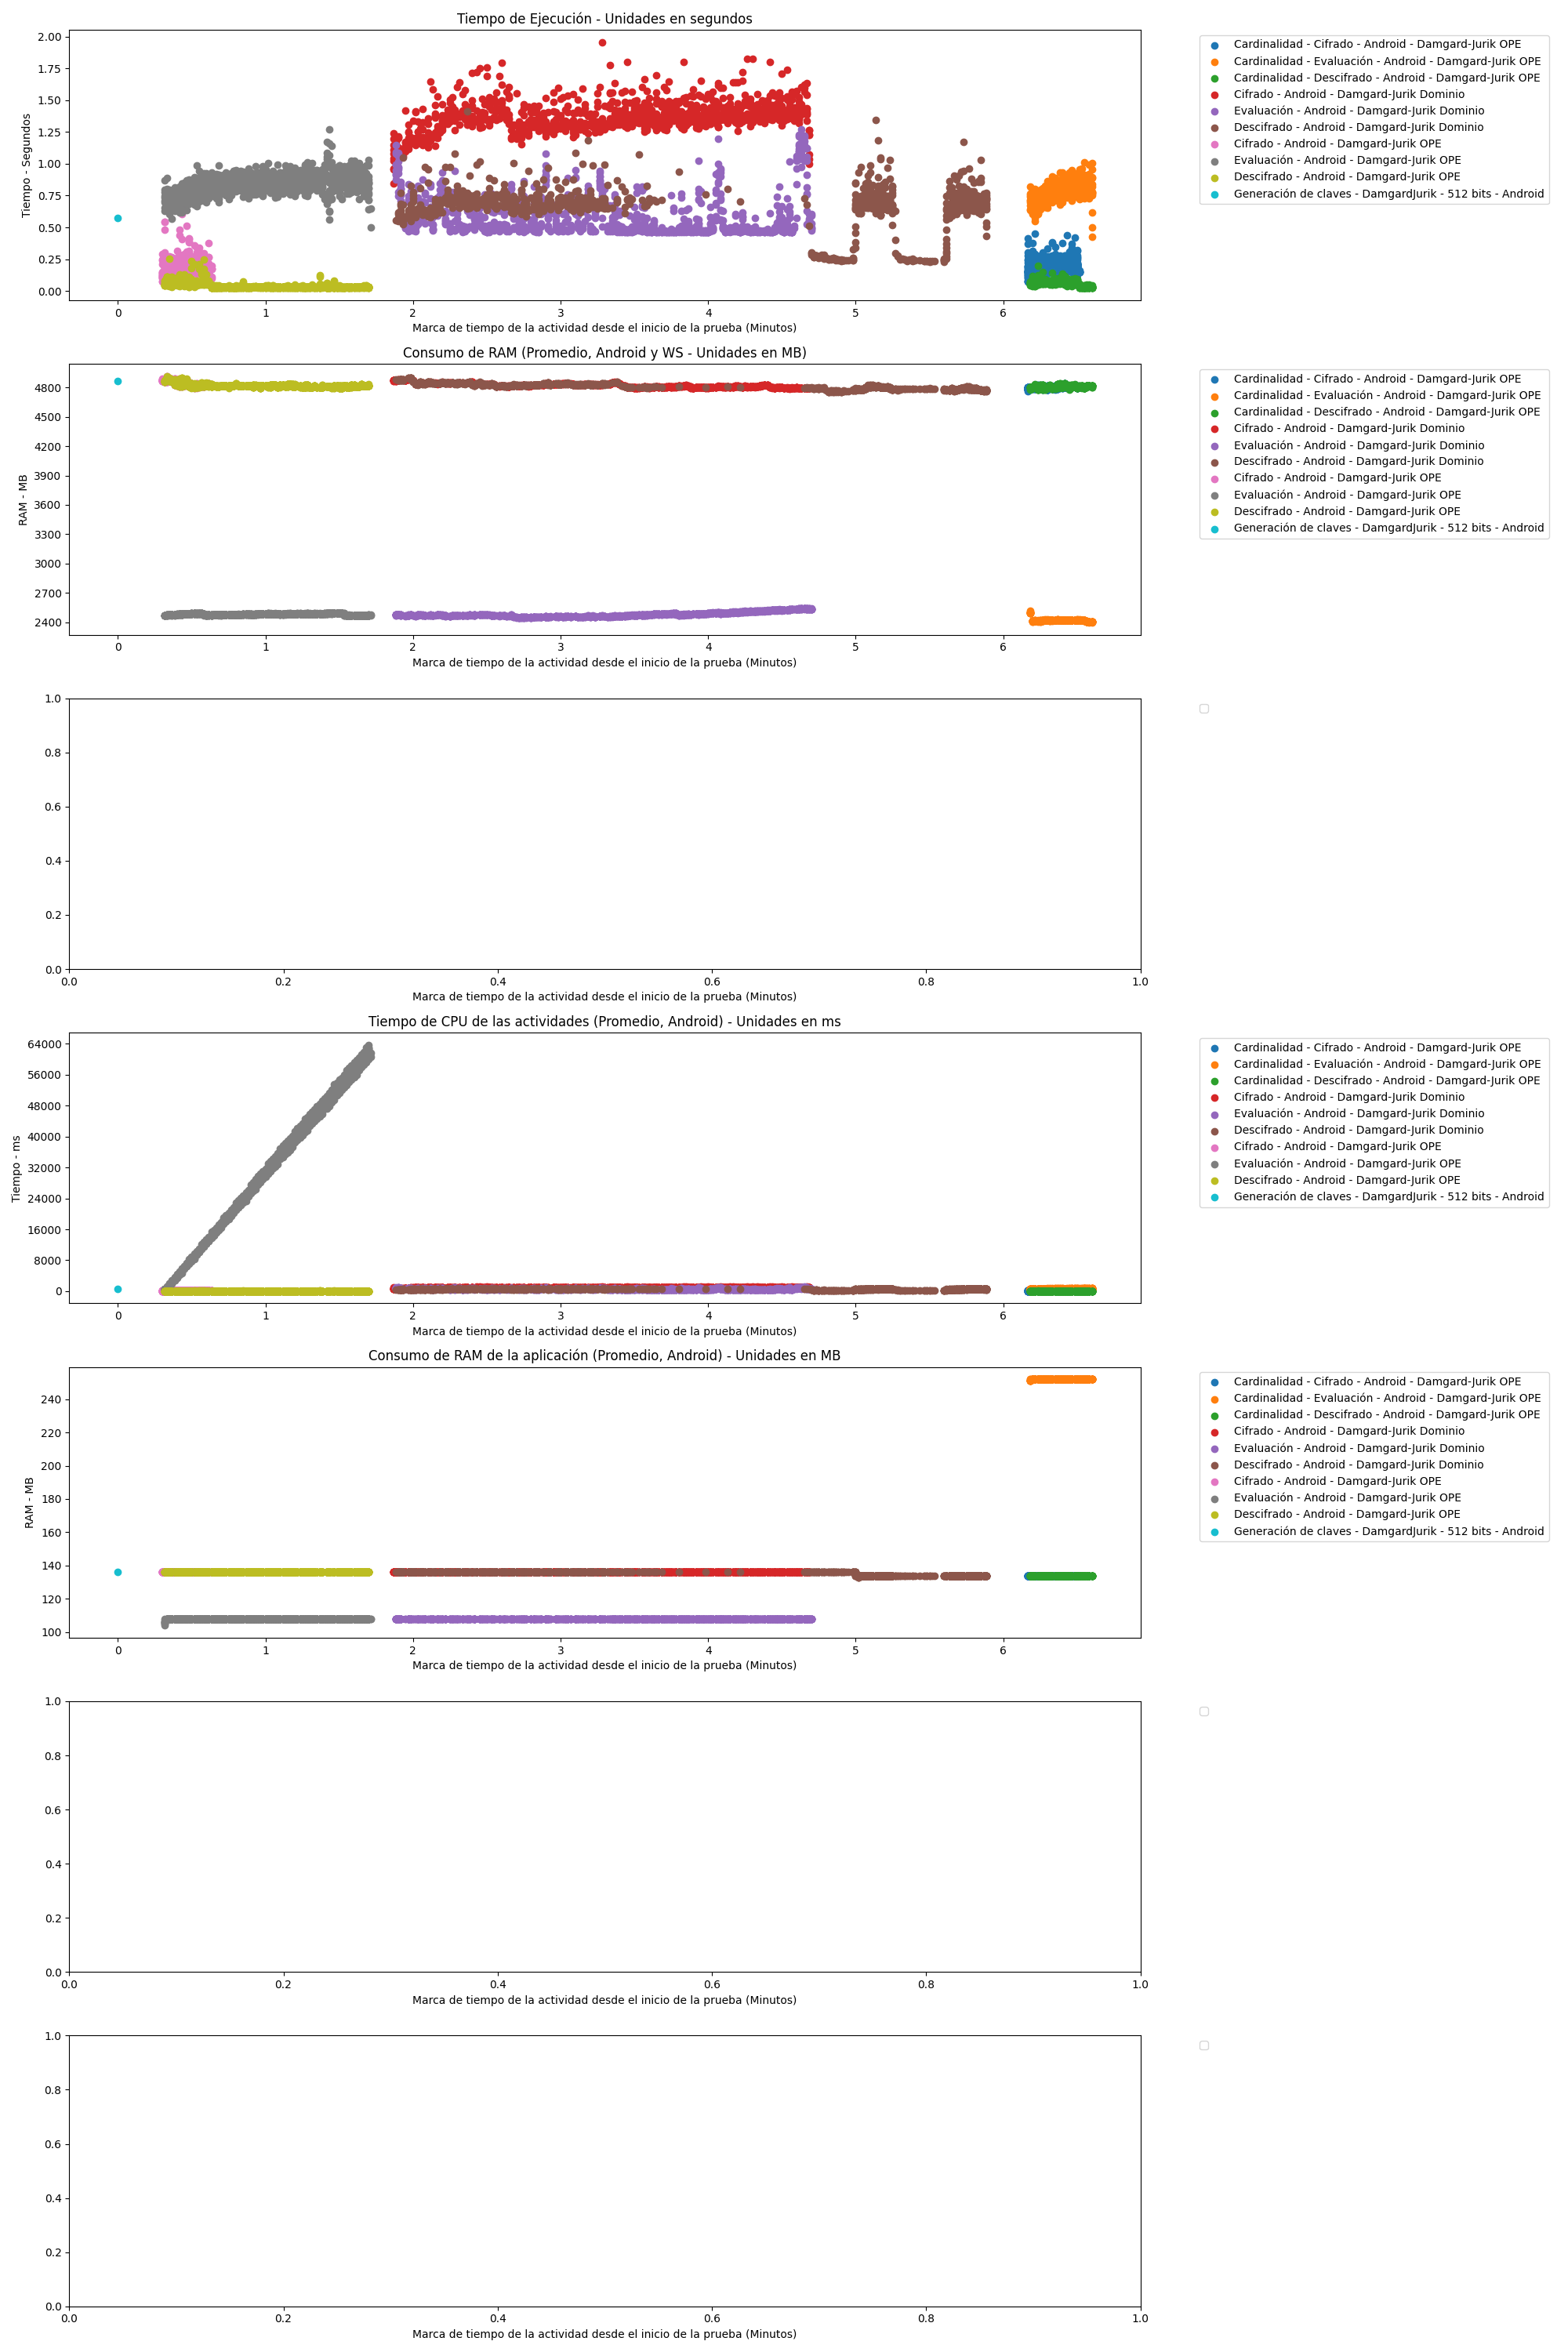 Tiempo de Ejecución - Unidades en segundos
Tiempo - Segundos
2.00
1.75
1.50
1.25
1.00
0.75
0.50
0.25
0.00
0 1 2 3 4 5 6
Marca de tiempo de la actividad desde el inicio de la prueba (Minutos)
Cardinalidad - Cifrado - Android - Damgard-Jurik OPE
Cardinalidad - Evaluación - Android - Damgard-Jurik OPE
Cardinalidad - Descifrado - Android - Damgard-Jurik OPE
Cifrado - Android - Damgard-Jurik Dominio
Evaluación - Android - Damgard-Jurik Dominio
Descifrado - Android - Damgard-Jurik Dominio
Cifrado - Android - Damgard-Jurik OPE
Evaluación - Android - Damgard-Jurik OPE
Descifrado - Android - Damgard-Jurik OPE
Generación de claves - DamgardJurik - 512 bits - Android
Consumo de RAM (Promedio, Android y WS - Unidades en MB)
RAM - MB
4800
4500
4200
3900
3600
3300
3000
2700
2400
0 1 2 3 4 5 6
Marca de tiempo de la actividad desde el inicio de la prueba (Minutos)
Cardinalidad - Cifrado - Android - Damgard-Jurik OPE
Cardinalidad - Evaluación - Android - Damgard-Jurik OPE
Cardinalidad - Descifrado - Android - Damgard-Jurik OPE
Cifrado - Android - Damgard-Jurik Dominio
Evaluación - Android - Damgard-Jurik Dominio
Descifrado - Android - Damgard-Jurik Dominio
Cifrado - Android - Damgard-Jurik OPE
Evaluación - Android - Damgard-Jurik OPE
Descifrado - Android - Damgard-Jurik OPE
Generación de claves - DamgardJurik - 512 bits - Android
1.0
0.8
0.6
0.4
0.2
0.0
0.0 0.2 0.4 0.6 0.8 1.0
Marca de tiempo de la actividad desde el inicio de la prueba (Minutos)
Tiempo de CPU de las actividades (Promedio, Android) - Unidades en ms
Tiempo - ms
64000
56000
48000
40000
32000
24000
16000
8000
0
0 1 2 3 4 5 6
Marca de tiempo de la actividad desde el inicio de la prueba (Minutos)
Cardinalidad - Cifrado - Android - Damgard-Jurik OPE
Cardinalidad - Evaluación - Android - Damgard-Jurik OPE
Cardinalidad - Descifrado - Android - Damgard-Jurik OPE
Cifrado - Android - Damgard-Jurik Dominio
Evaluación - Android - Damgard-Jurik Dominio
Descifrado - Android - Damgard-Jurik Dominio
Cifrado - Android - Damgard-Jurik OPE
Evaluación - Android - Damgard-Jurik OPE
Descifrado - Android - Damgard-Jurik OPE
Generación de claves - DamgardJurik - 512 bits - Android
Consumo de RAM de la aplicación (Promedio, Android) - Unidades en MB
RAM - MB
240
220
200
180
160
140
120
100
0 1 2 3 4 5 6
Marca de tiempo de la actividad desde el inicio de la prueba (Minutos)
Cardinalidad - Cifrado - Android - Damgard-Jurik OPE
Cardinalidad - Evaluación - Android - Damgard-Jurik OPE
Cardinalidad - Descifrado - Android - Damgard-Jurik OPE
Cifrado - Android - Damgard-Jurik Dominio
Evaluación - Android - Damgard-Jurik Dominio
Descifrado - Android - Damgard-Jurik Dominio
Cifrado - Android - Damgard-Jurik OPE
Evaluación - Android - Damgard-Jurik OPE
Descifrado - Android - Damgard-Jurik OPE
Generación de claves - DamgardJurik - 512 bits - Android
1.0
0.8
0.6
0.4
0.2
0.0
0.0 0.2 0.4 0.6 0.8 1.0
Marca de tiempo de la actividad desde el inicio de la prueba (Minutos)
1.0
0.8
0.6
0.4
0.2
0.0
0.0 0.2 0.4 0.6 0.8 1.0
Marca de tiempo de la actividad desde el inicio de la prueba (Minutos)